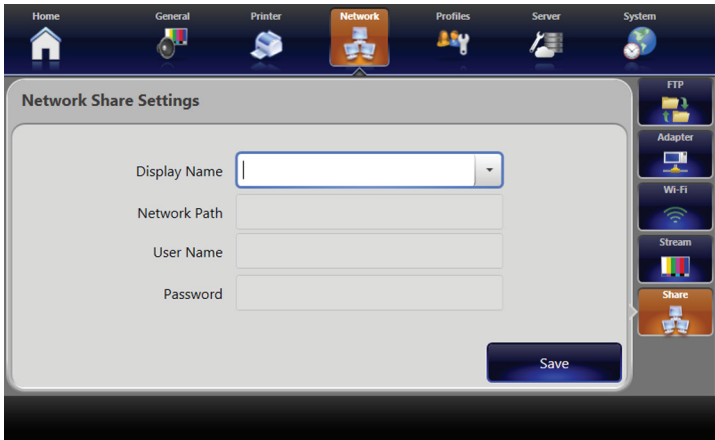 Home General Printer Network Profiles Server System
FTP
Network Share Settings
Adapter
Display Name
Wi-Fi
Network Path
Stream
User Name
Share
Password
Save